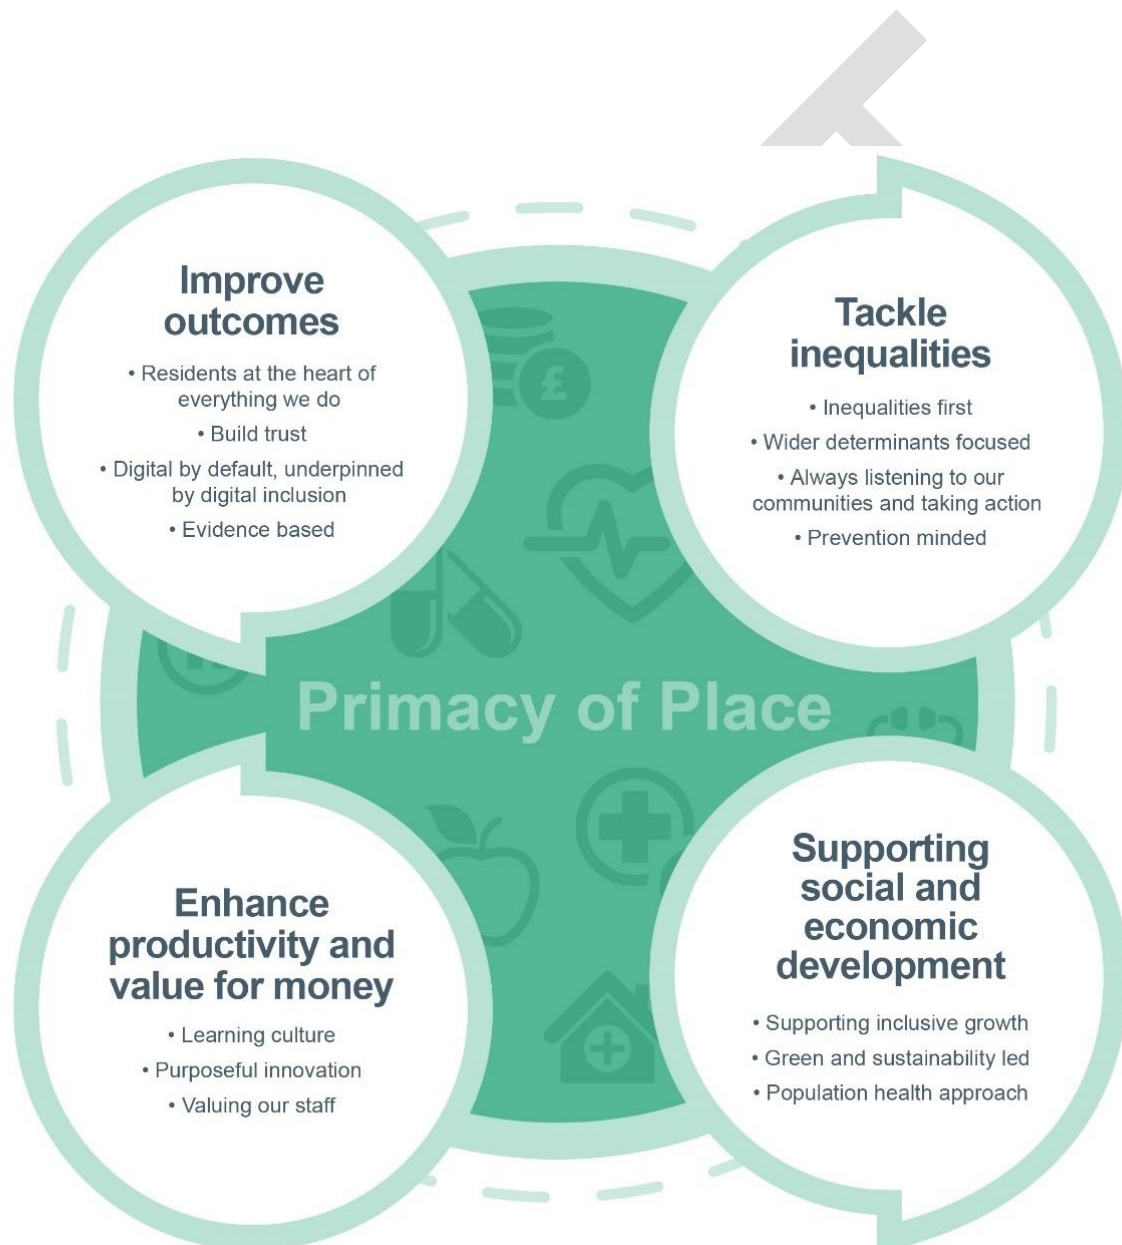 Improve
outcomes
• Residents at the heart of
everything we do
• Build trust
• Digital by default, underpinned
by digital inclusion
• Evidence based
Tackle
inequalities
• Inequalities first
• Wider determinants focused
• Always listening to our
communities and taking action
• Prevention minded
£
Primacy of Place
Enhance
productivity and
value for money
• Learning culture
• Purposeful innovation
• Valuing our staff
Supporting
social and
economic
development
• Supporting inclusive growth
• Green and sustainability led
• Population health approach